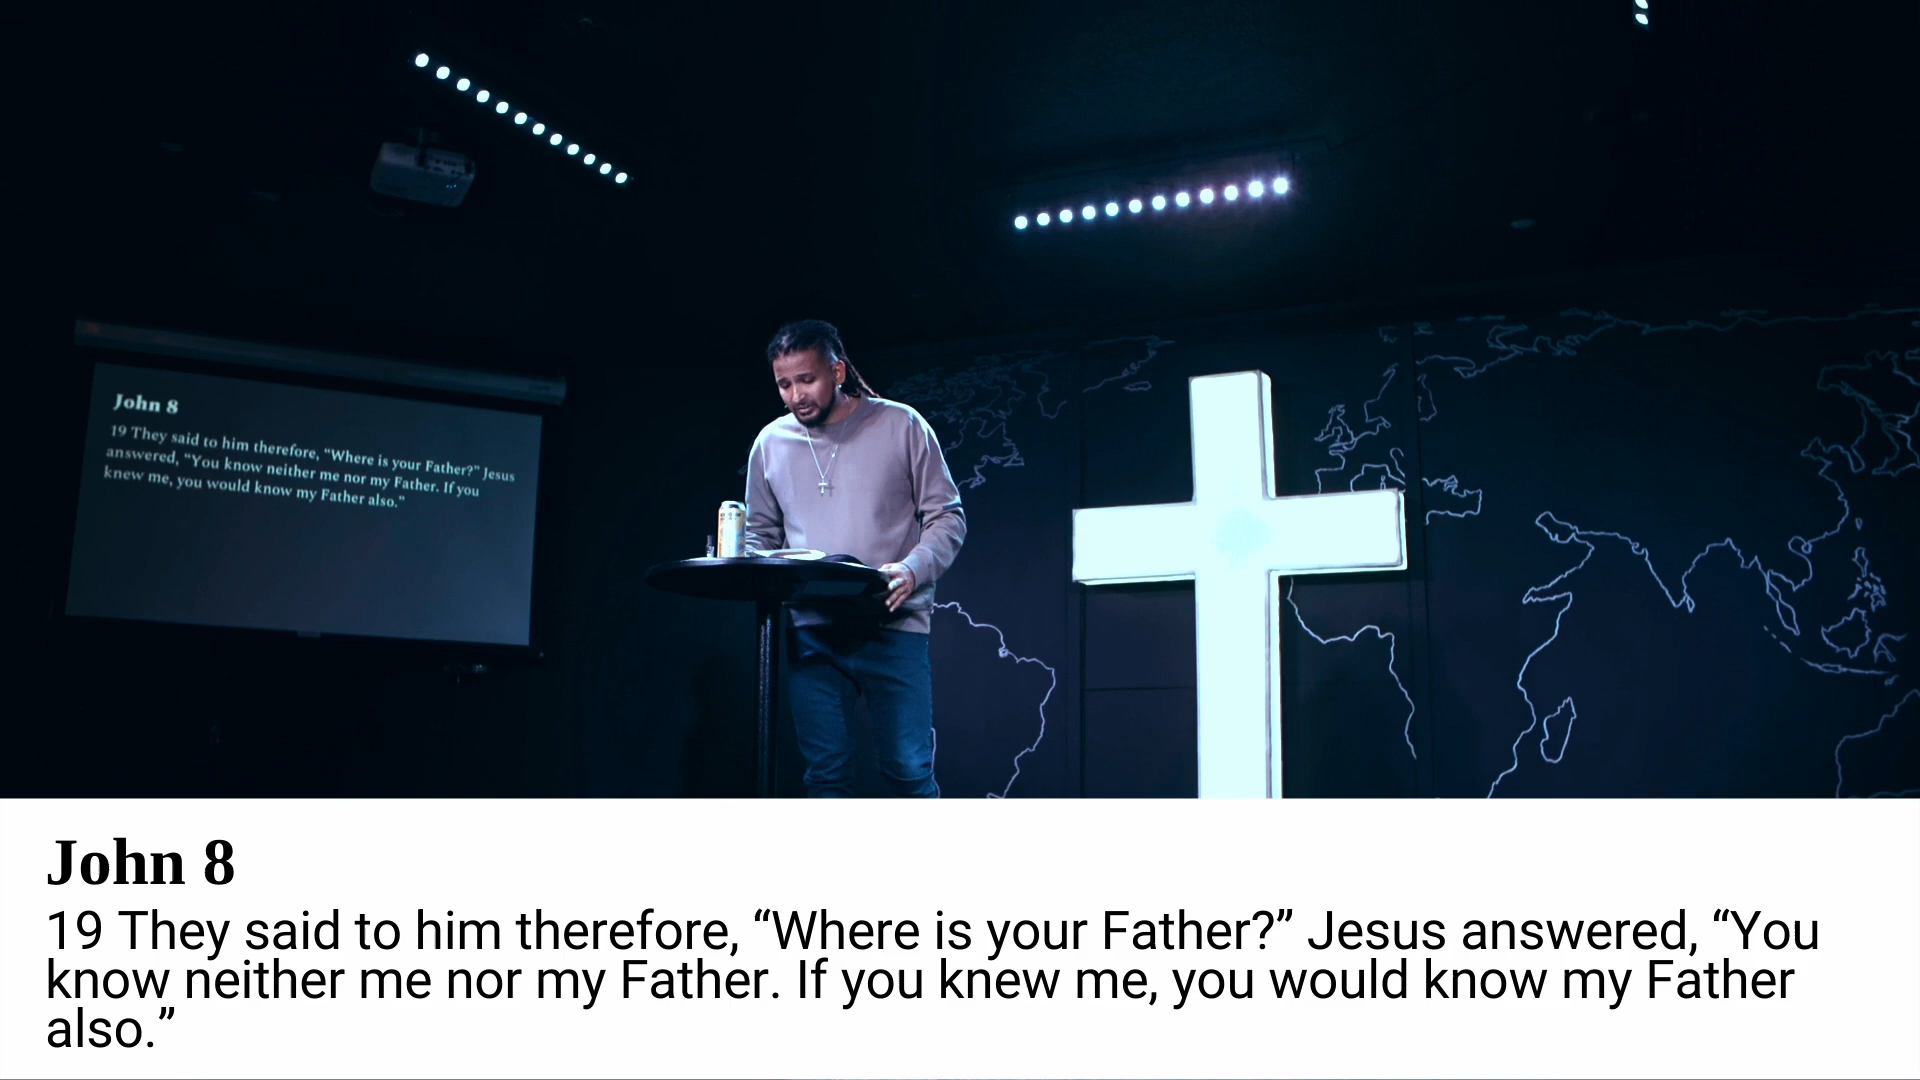 John 8
19 They said to him therefore, “Where is your Father?” Jesus
answered, “You know neither me nor my Father. If you
knew me, you would know my Father also.”
John 8
19 They said to him therefore, “Where is your Father?” Jesus answered, “You
know neither me nor my Father. If you knew me, you would know my Father
also.”